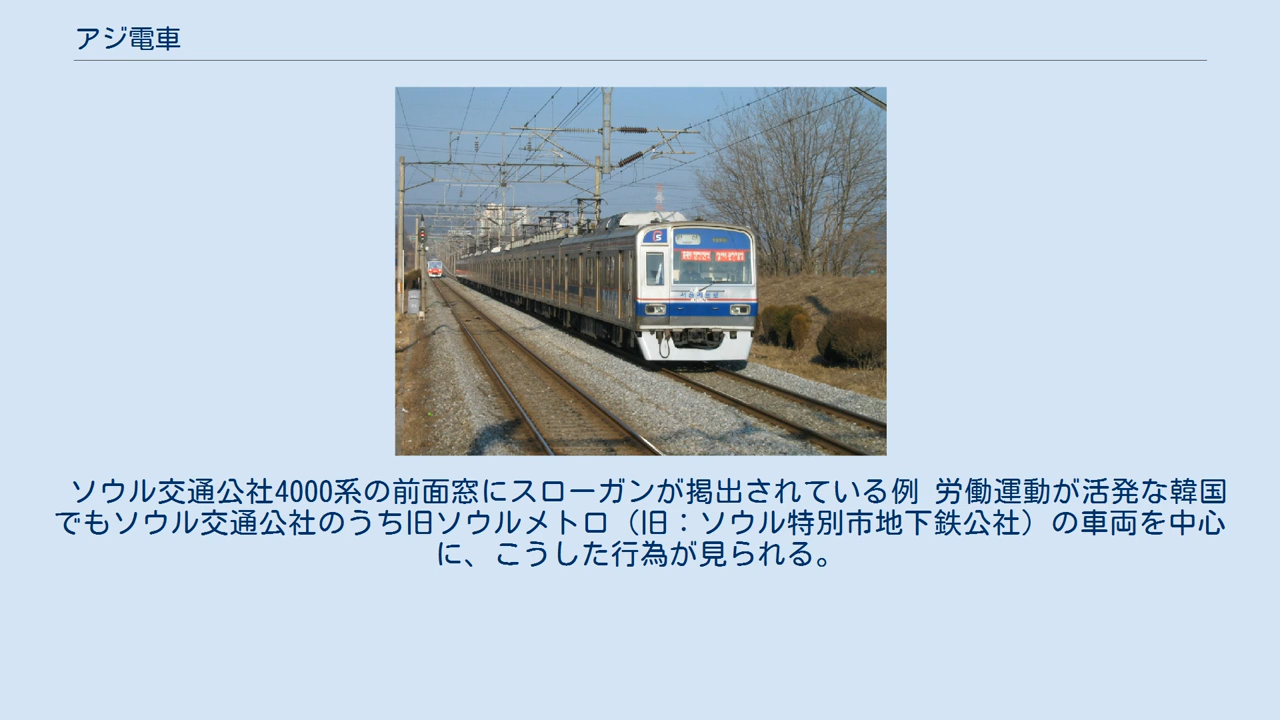 アジ電車
ソウル交通公社4000系の前面窓にスローガンが掲出されている例 労働運動が活発な韓国
でもソウル交通公社のうち旧ソウルメトロ（旧：ソウル特別市地下鉄公社）の車両を中心
に、こうした行為が見られる。